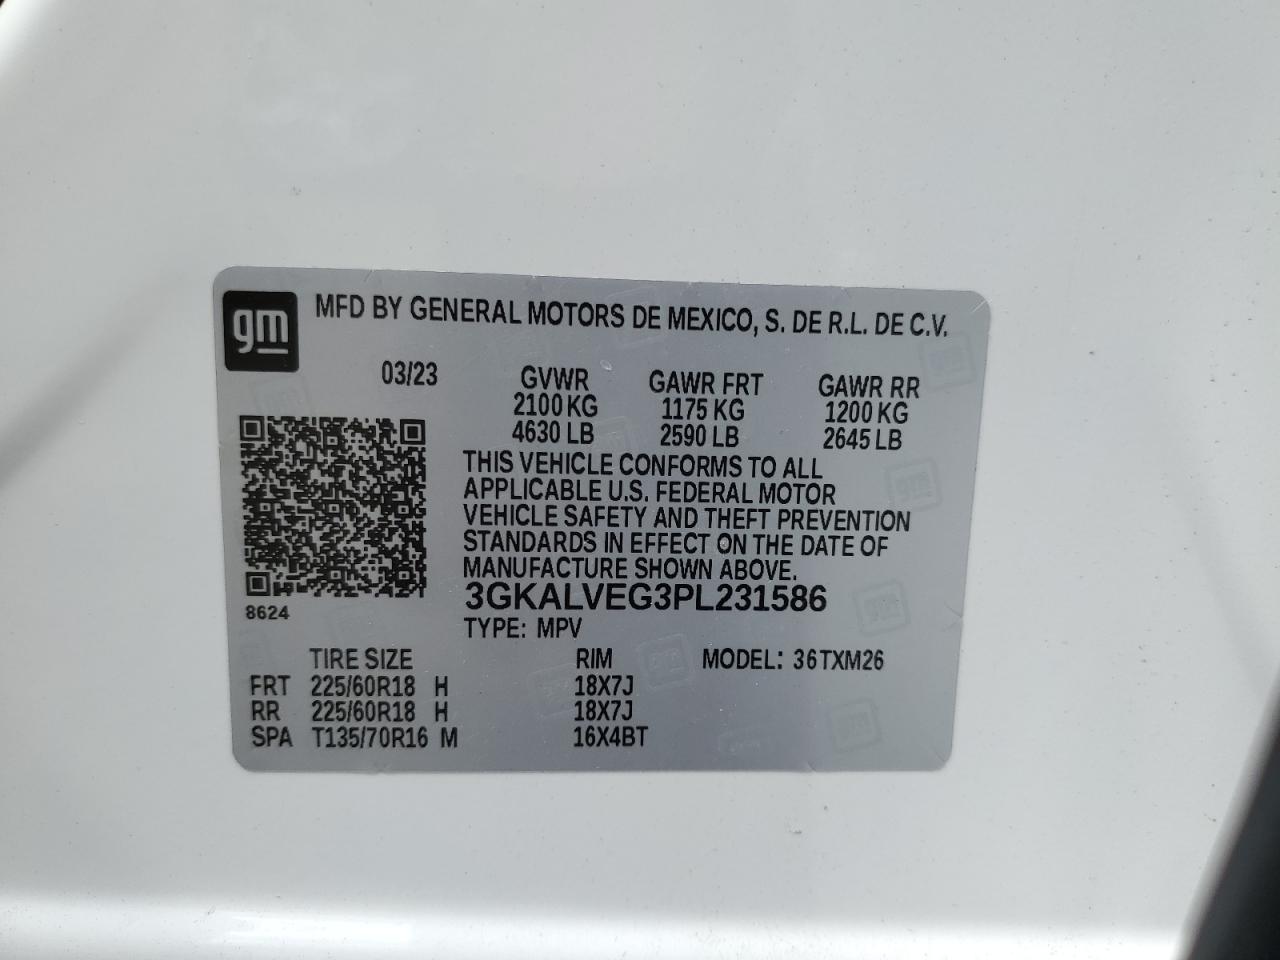 gm
MFD BY GENERAL MOTORS DE MEXICO, S. DE R.L. DE C.V.
03/23 GVWR GAWR FRT GAWR RR
2100 KG 1175 KG 1200 KG
4630 LB 2590 LB 2645 LB
THIS VEHICLE CONFORMS TO ALL
APPLICABLE U.S. FEDERAL MOTOR
VEHICLE SAFETY AND THEFT PREVENTION
STANDARDS IN EFFECT ON THE DATE OF
MANUFACTURE SHOWN ABOVE.
3GKALVEG3PL231586
8624
TYPE: MPV
TIRE SIZE RIM MODEL: 36TXM26
FRT 225/60R18 H 18X7J
RR 225/60R18 H 18X7J
SPA T135/70R16 M 16X4BT